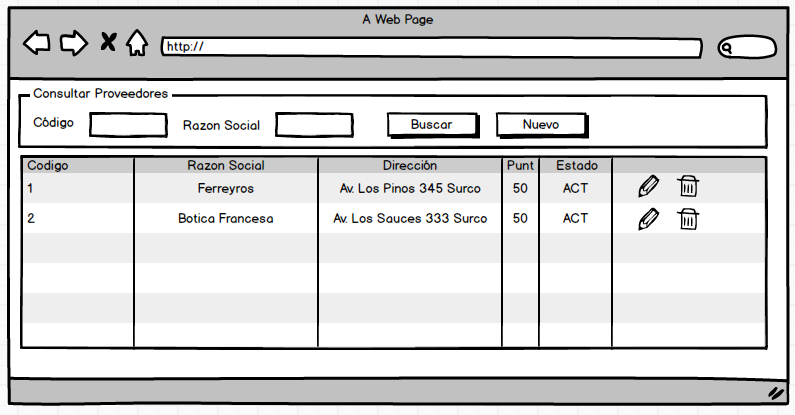 A Web Page
http://
Consultar Proveedores
Código Razon Social Buscar Nuevo
Codigo Razon Social Dirección Punt Estado
1 Ferreyros Av. Los Pinos 345 Surco 50 ACT
2 Botica Francesa Av. Los Sauces 333 Surco 50 ACT